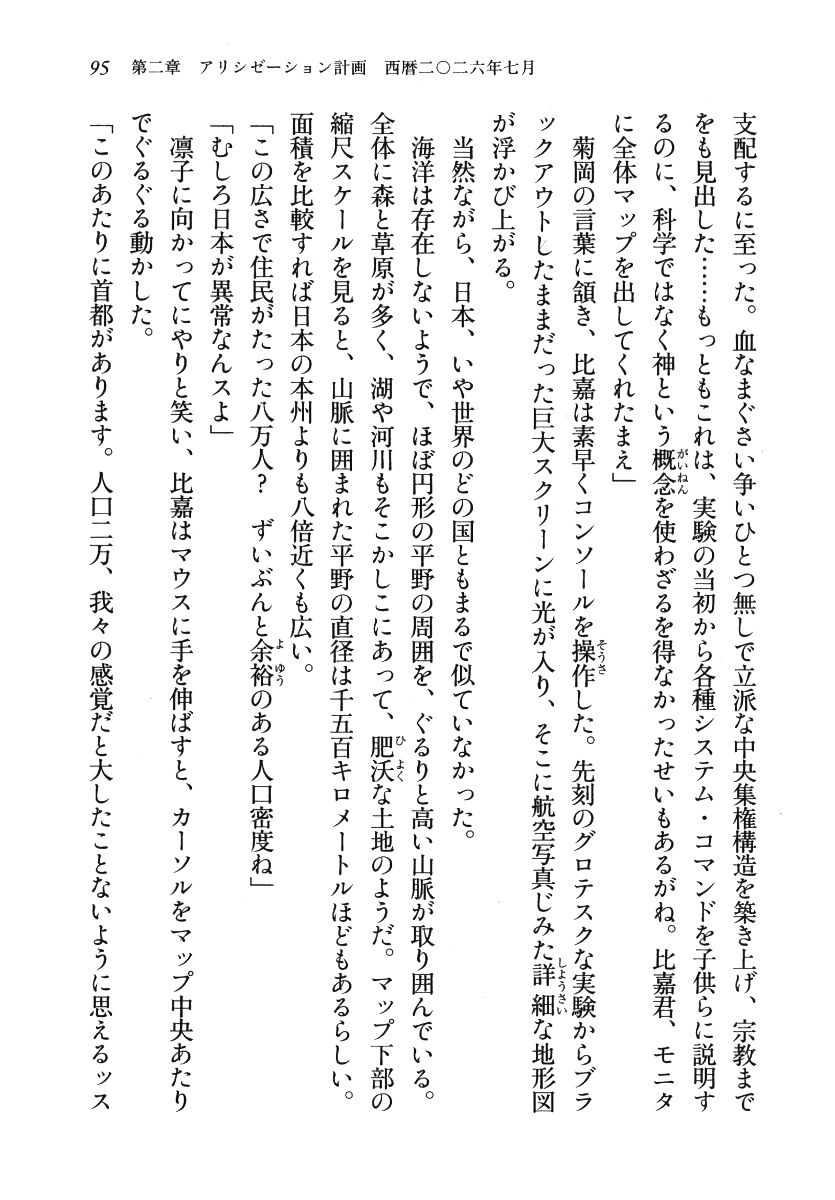 95　第二章　アリシゼーション計画　西暦二〇二六年七月
支配するに至った。血なまぐさい争いひとつ無しで立派な中央集権構造を築き上げ、宗教まで
をも見出した……もっともこれは、実験の当初から各種システム・コマンドを子供らに説明す
るのに、科学ではなく神という概念を使わざるを得なかったせいもあるがね。比嘉君、モニタ
に全体マップを出してくれたまえ」
　菊岡の言葉に頷き、比嘉は素早くコンソールを操作した。先刻のグロテスクな実験からブラ
ックアウトしたままだった巨大スクリーンに光が入り、そこに航空写真じみた詳細な地形図
が浮かび上がる。
　当然ながら、日本、いや世界のどの国ともまるで似ていなかった。
　海洋は存在しないようで、ほぼ円形の平野の周囲を、ぐるりと高い山脈が取り囲んでいる。
全体に森と草原が多く、湖や河川もそこかしこにあって、肥沃な土地のようだ。マップ下部の
縮尺スケールを見ると、山脈に囲まれた平野の直径は千五百キロメートルほどもあるらしい。
面積を比較すれば日本の本州よりも八倍近くも広い。
「この広さで住民がたった八万人？　ずいぶんと余裕のある人口密度ね」
「むしろ日本が異常なんスよ」
　凛子に向かってにやりと笑い、比嘉はマウスに手を伸ばすと、カーソルをマップ中央あたり
でぐるぐる動かした。
「このあたりに首都があります。人口二万、我々の感覚だと大したことないように思えるッス